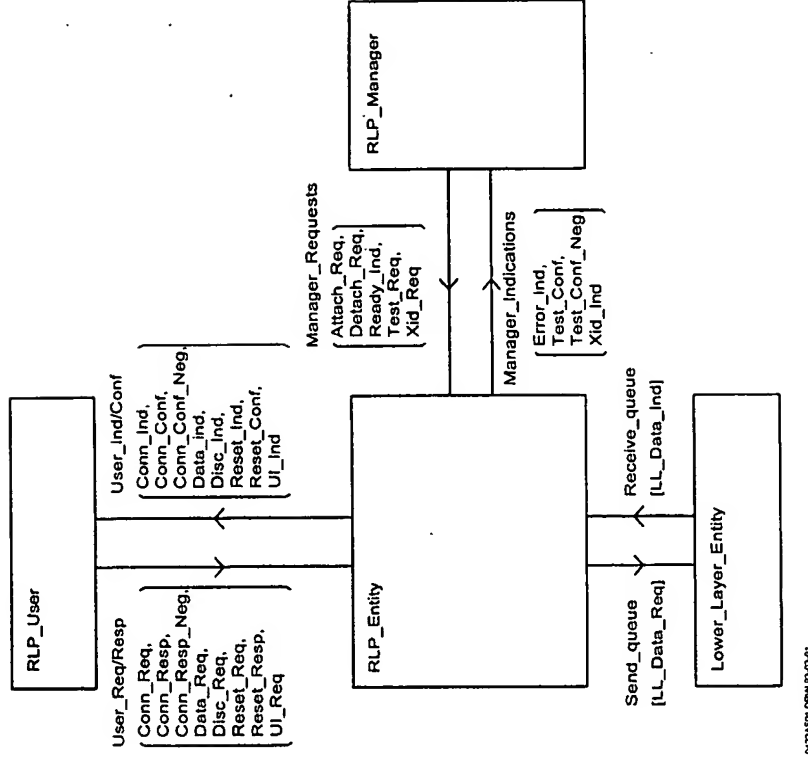 RLP_User
User_Req/Resp
Conn_Req,
Conn_Resp,
Conn_Resp_Neg,
Data_Req,
Disc_Req,
Reset_Req,
Reset_Resp,
UI_Req
User_Ind/Conf
Conn_Ind,
Conn_Conf,
Conn_Conf_Neg,
Data_ind,
Disc_Ind,
Reset_Ind,
Reset_Conf,
UI_Ind
RLP_Entity
Manager_Requests
Attach_Req,
Detach_Req,
Ready_Ind,
Test_Req,
Xid_Req
Manager_Indications
Error_Ind,
Test_Conf,
Test_Conf_Neg,
Xid_Ind
RLP_Manager
Send_queue
[LL_Data_Req]
Receive_queue
[LL_Data_Ind]
Lower_Layer_Entity